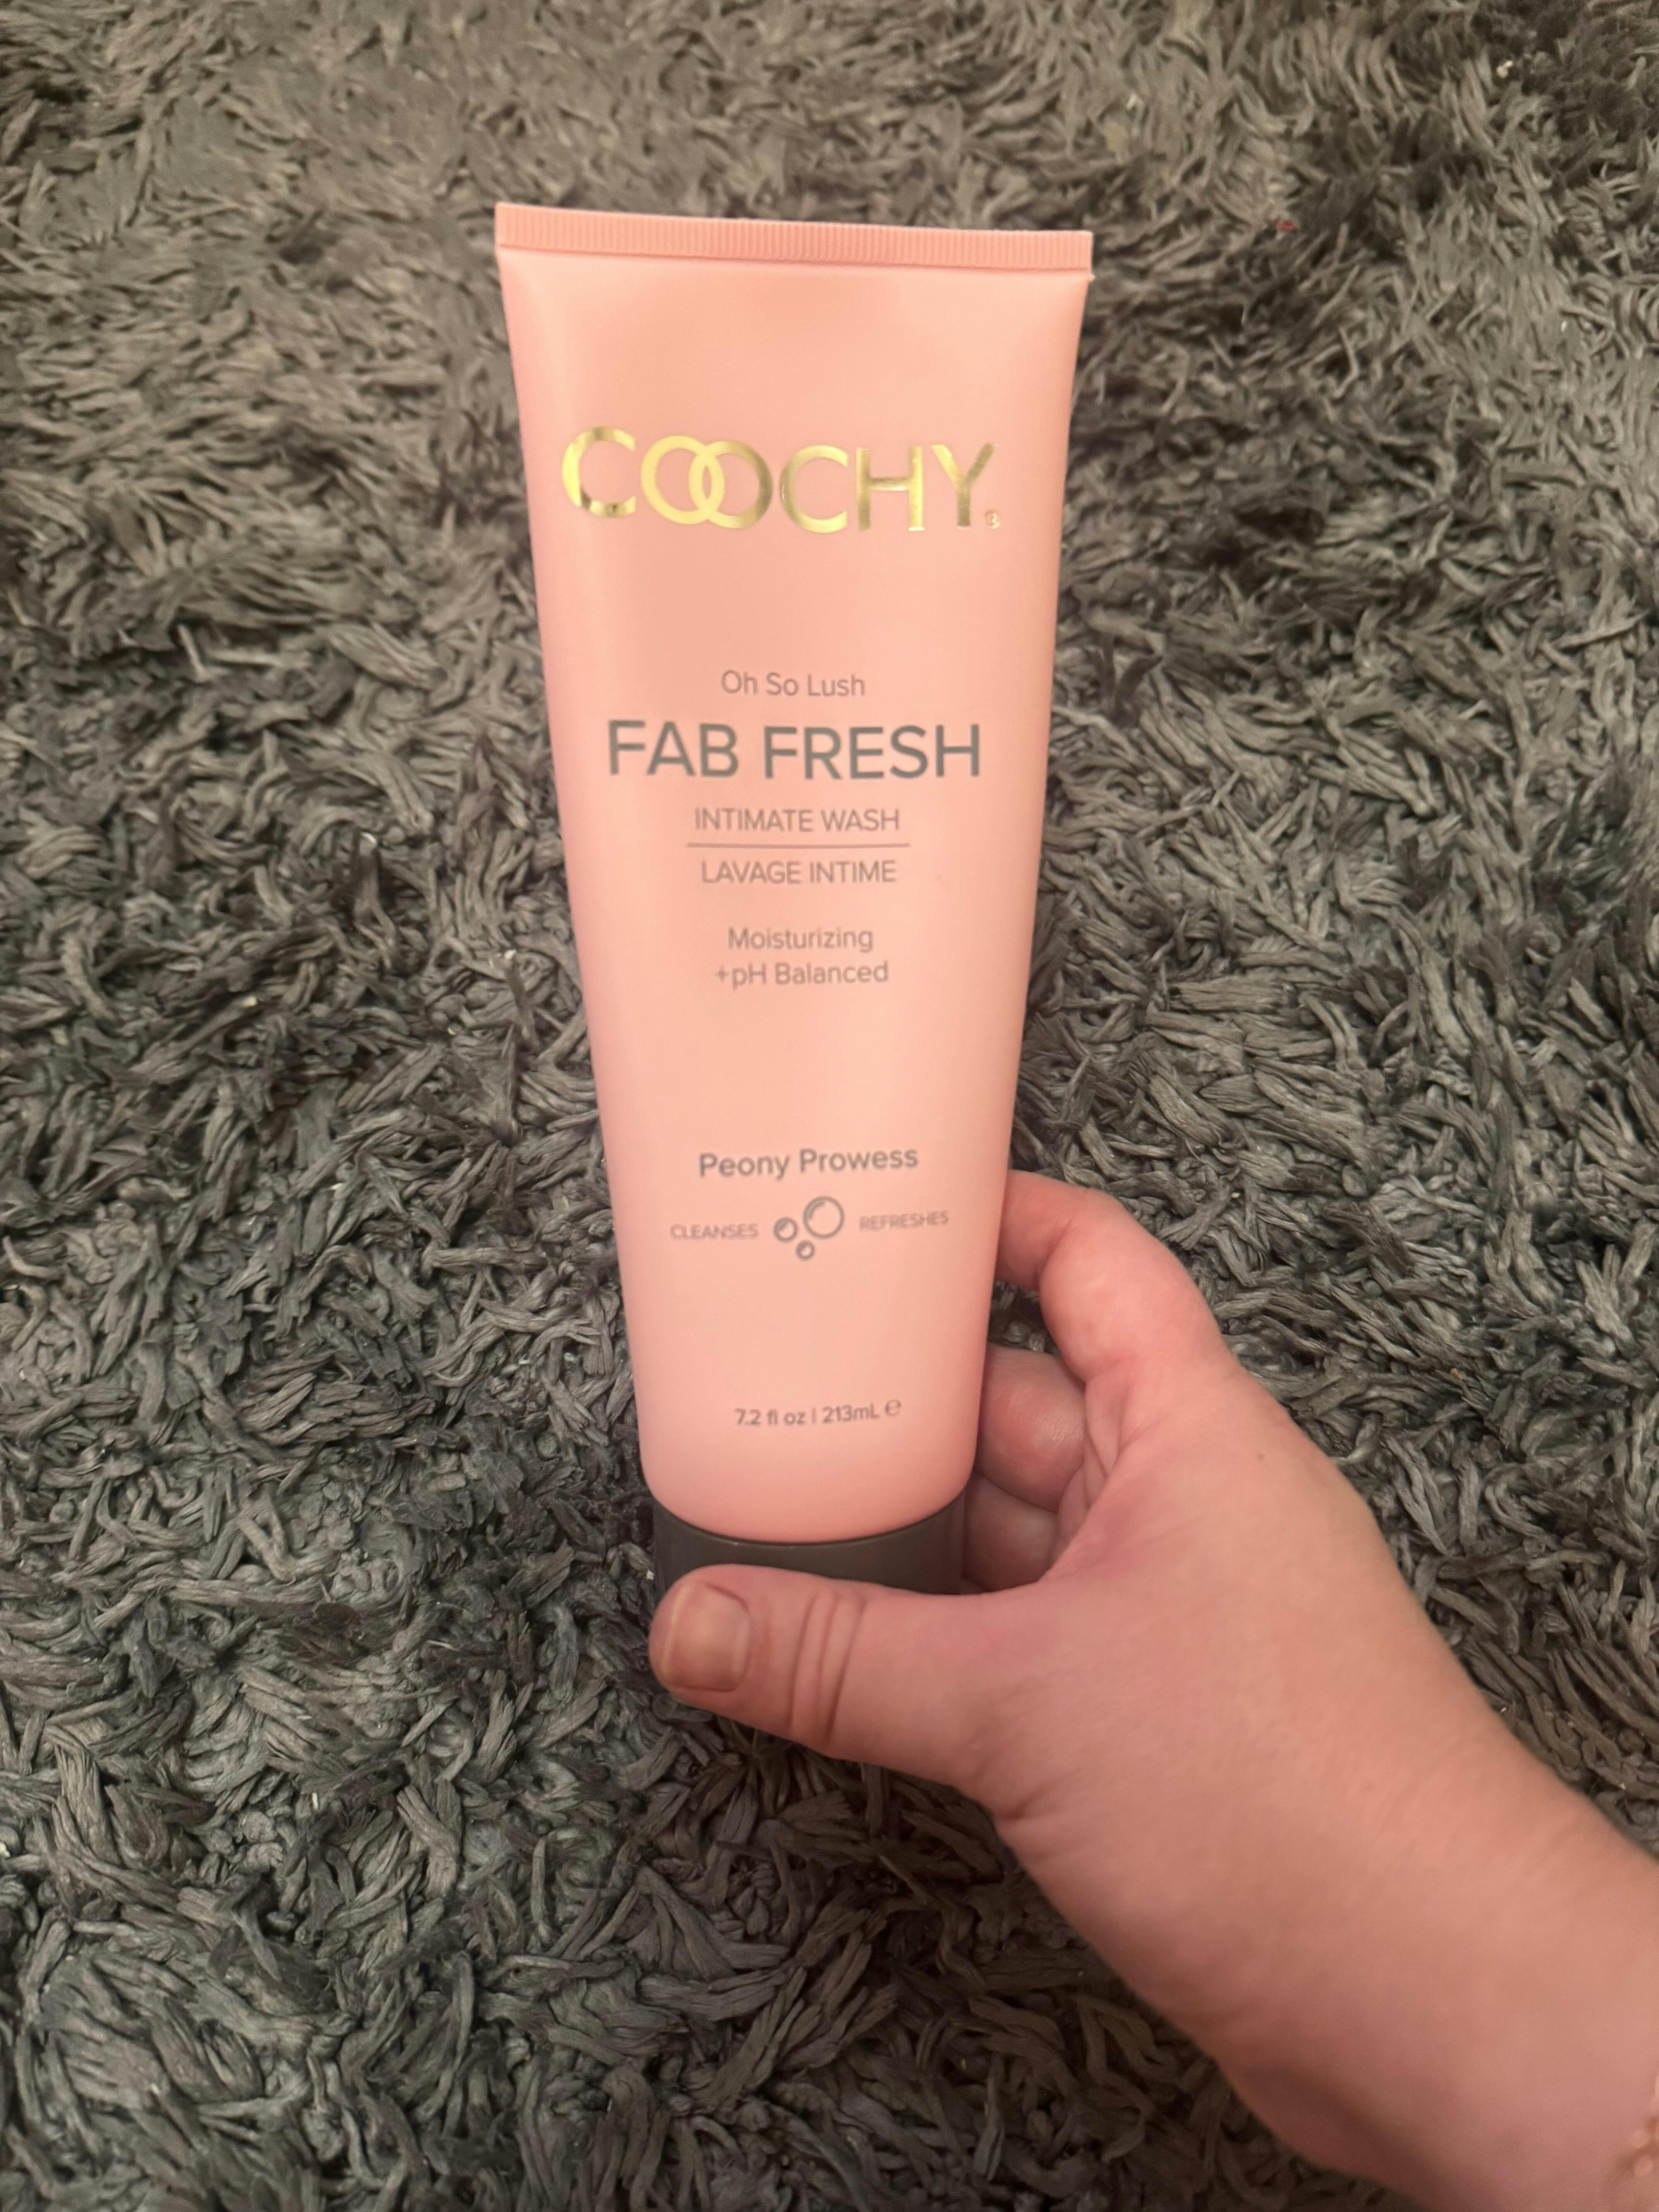 COOCHY®
Oh So Lush
FAB FRESH
INTIMATE WASH
LAVAGE INTIME
Moisturizing
+pH Balanced
Peony Prowess
CLEANSES REFRESHES
7.2 fl oz | 213mL ℮